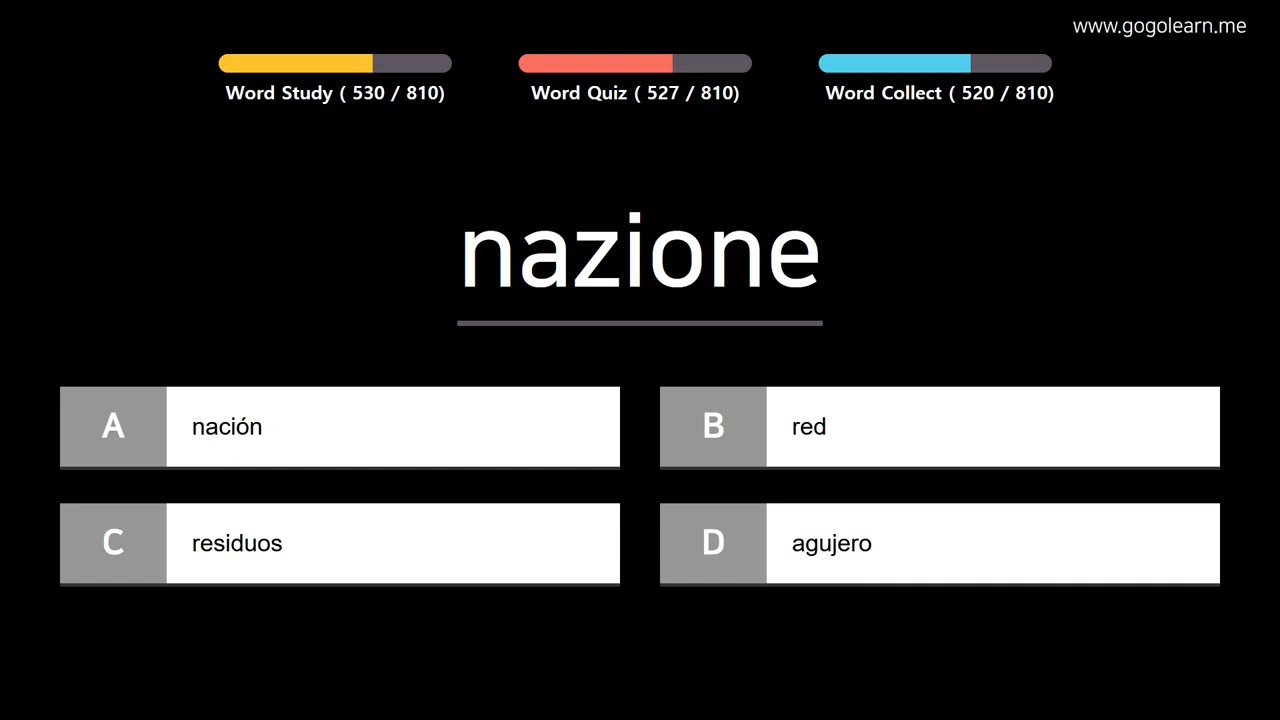 www.gogolearn.me
Word Study ( 530 / 810)
Word Quiz ( 527 / 810)
Word Collect ( 520 / 810)
nazione
A nación
B red
C residuos
D agujero